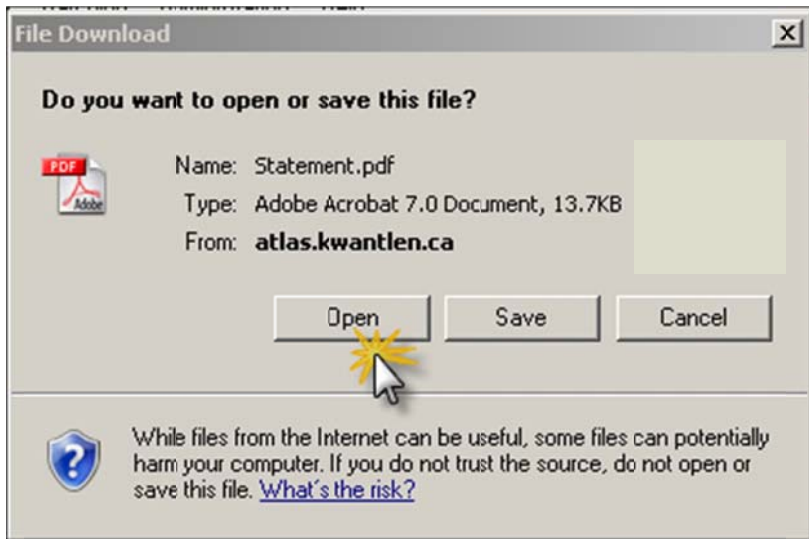 File Download
Do you want to open or save this file?
PDF
Adobe
Name: Statement.pdf
Type: Adobe Acrobat 7.0 Document, 13.7KB
From: atlas.kwantlen.ca
Open Save Cancel
While files from the Internet can be useful, some files can potentially
harm your computer. If you do not trust the source, do not open or
save this file. What's the risk?